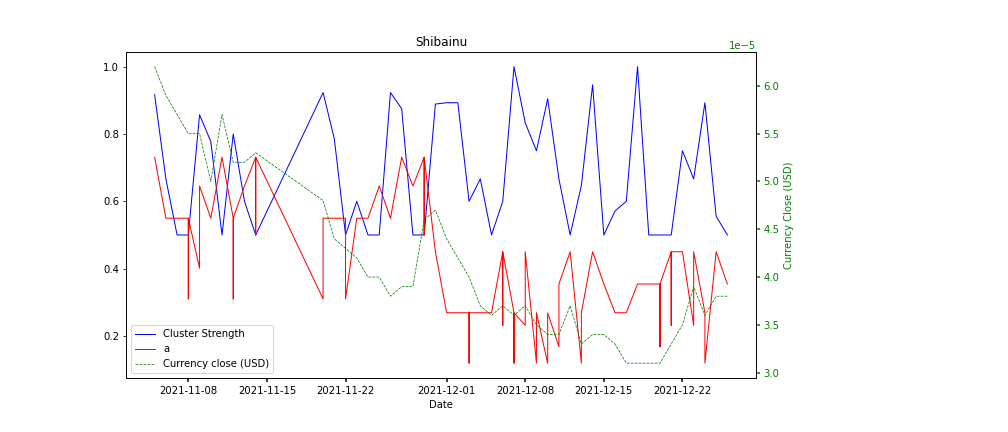 Shibainu
1e−5
1.0
0.8
0.6
0.4
0.2
6.0
5.5
5.0
4.5
4.0
3.5
3.0
Currency Close (USD)
Cluster Strength
a
Currency close (USD)
2021-11-08 2021-11-15 2021-11-22 2021-12-01 2021-12-08 2021-12-15 2021-12-22
Date